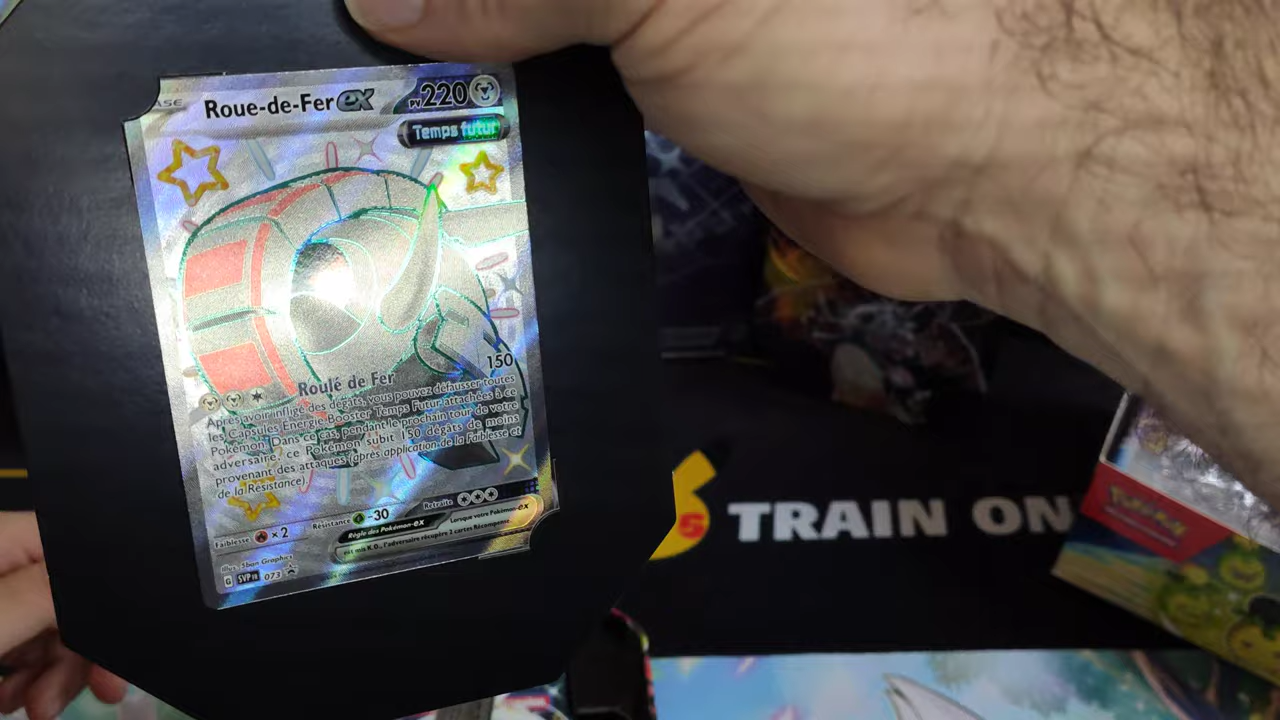 ASE Roue-de-Fer ex PV 220
Temps futur
Roulé de Fer 150
Après avoir infligé des dégâts, vous pouvez défausser toutes
les Capsules Énergie Booster Temps Futur attachées à ce
Pokémon. Dans ce cas, pendant le prochain tour de votre
adversaire, ce Pokémon subit 150 dégâts de moins
provenant des attaques (après application de la Faiblesse et
de la Résistance).
Faiblesse ×2 Résistance -30 Retraite
Règle des Pokémon-ex Lorsque votre Pokémon-ex
est mis K.O., l'adversaire récupère 2 cartes Récompense.
Illus. 5ban Graphics
G SVP FR 073
5 TRAIN ON
Pokémon